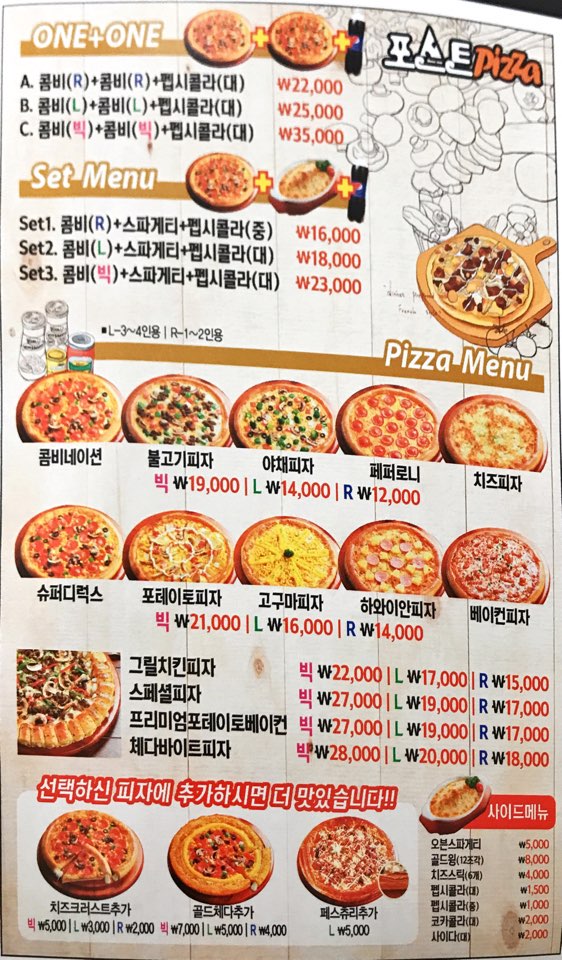 ONE+ONE
포스트 Pizza
A. 콤비(R)+콤비(R)+펩시콜라(대) ₩22,000
B. 콤비(L)+콤비(L)+펩시콜라(대) ₩25,000
C. 콤비(빅)+콤비(빅)+펩시콜라(대) ₩35,000
Set Menu
Set1. 콤비(R)+스파게티+펩시콜라(중) ₩16,000
Set2. 콤비(L)+스파게티+펩시콜라(대) ₩18,000
Set3. 콤비(빅)+스파게티+펩시콜라(대) ₩23,000
■L-3~4인용 | R-1~2인용
Pizza Menu
콤비네이션 불고기피자 야채피자 페퍼로니 치즈피자
빅 ₩19,000 | L ₩14,000 | R ₩12,000
슈퍼디럭스 포테이토피자 고구마피자 하와이안피자 베이컨피자
빅 ₩21,000 | L ₩16,000 | R ₩14,000
그릴치킨피자 빅 ₩22,000 | L ₩17,000 | R ₩15,000
스페셜피자 빅 ₩27,000 | L ₩19,000 | R ₩17,000
프리미엄포테이토베이컨 빅 ₩27,000 | L ₩19,000 | R ₩17,000
체다바이트피자 빅 ₩28,000 | L ₩20,000 | R ₩18,000
선택하신 피자에 추가하시면 더 맛있습니다!!
치즈크러스트추가 골드체다추가 페스츄리추가
빅 ₩5,000 | L ₩3,000 | R ₩2,000 빅 ₩7,000 | L ₩5,000 | R ₩4,000 L ₩5,000
사이드메뉴
오븐스파게티 ₩5,000
골드윙(12조각) ₩8,000
치즈스틱(6개) ₩4,000
펩시콜라(대) ₩1,500
펩시콜라(중) ₩1,000
코카콜라(대) ₩2,000
사이다(대) ₩2,000